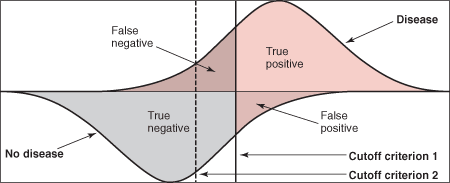 Disease
False
negative
True
positive
True
negative
False
positive
No disease
Cutoff criterion 1
Cutoff criterion 2